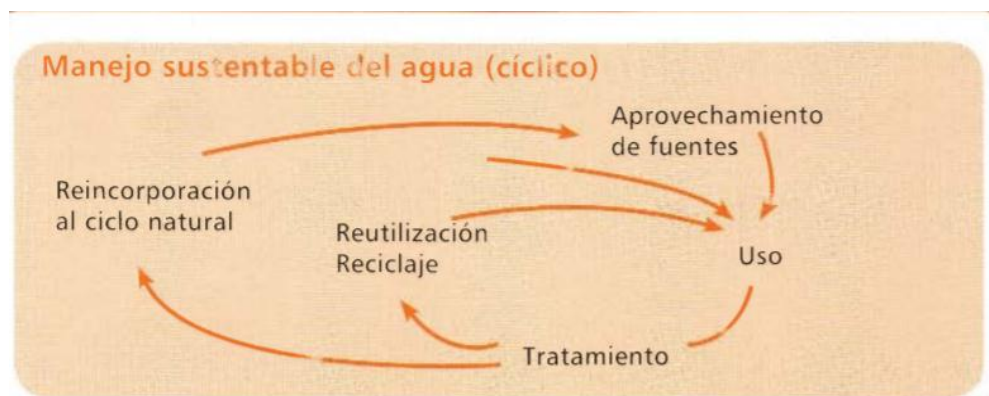 Manejo sustentable del agua (cíclico)
Aprovechamiento
de fuentes
Reincorporación
al ciclo natural
Reutilización
Reciclaje
Uso
Tratamiento